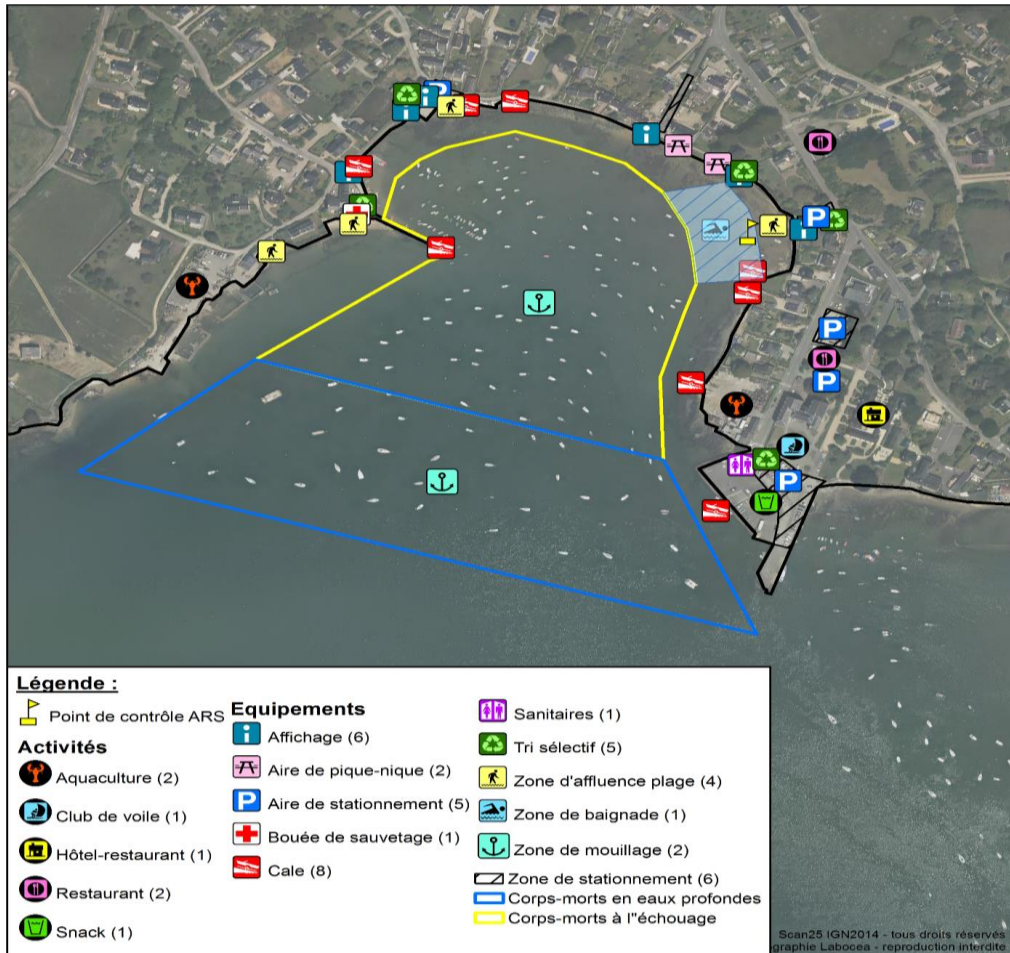 Légende :
Point de contrôle ARS
Activités
Aquaculture (2)
Club de voile (1)
Hôtel-restaurant (1)
Restaurant (2)
Snack (1)
Equipements
Affichage (6)
Aire de pique-nique (2)
Aire de stationnement (5)
Bouée de sauvetage (1)
Cale (8)
Sanitaires (1)
Tri sélectif (5)
Zone d'affluence plage (4)
Zone de baignade (1)
Zone de mouillage (2)
Zone de stationnement (6)
Corps-morts en eaux profondes
Corps-morts à l"échouage
Scan25 IGN2014 - tous droits réservés
graphie Labocea - reproduction interdite